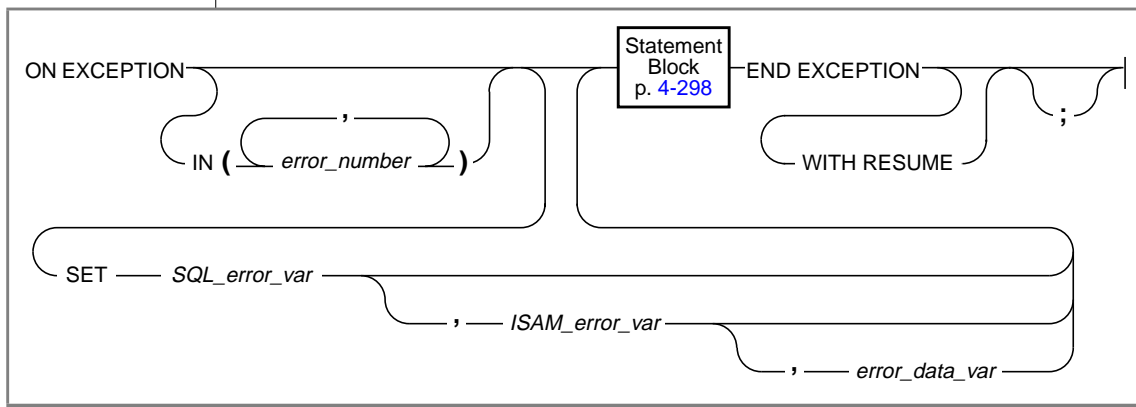 ON EXCEPTION
Statement
Block
p. 4-298
END EXCEPTION
,
IN ( error_number )
WITH RESUME
;
SET SQL_error_var
, ISAM_error_var
, error_data_var